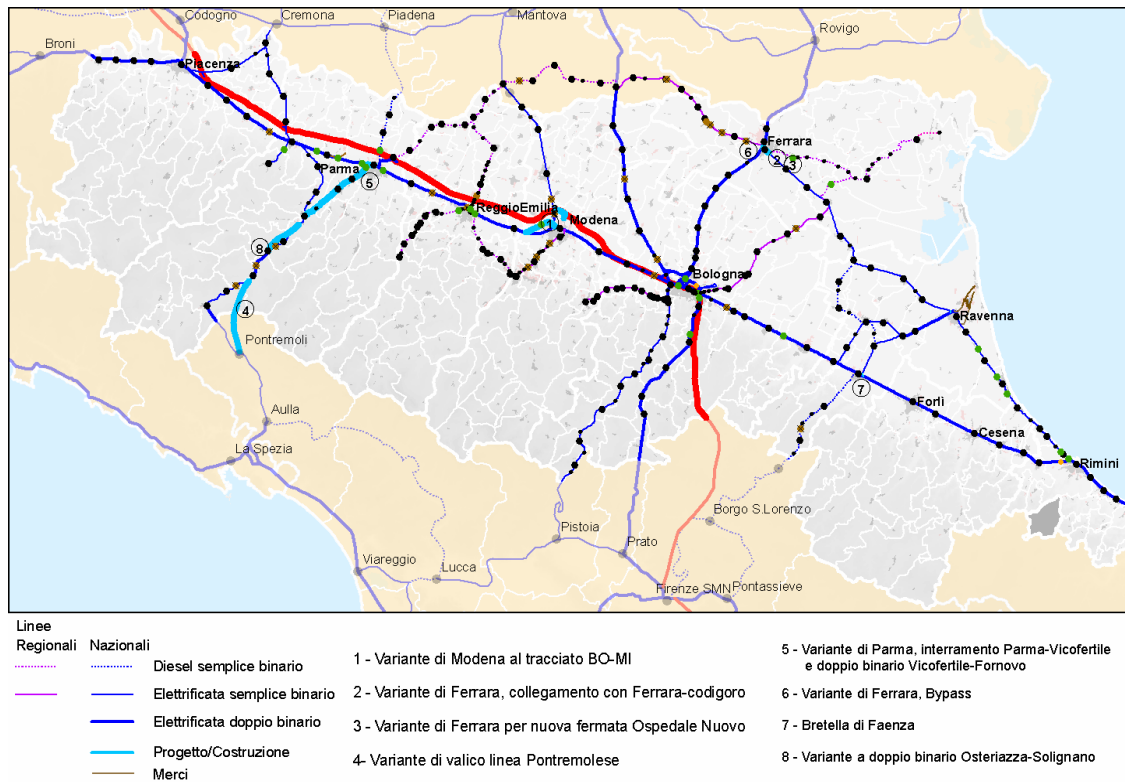 Codogno
Cremona
Piadena
Mantova
Rovigo
Broni
Piacenza
Ferrara
6
2
3
Parma
5
ReggioEmilia
Modena
1
8
Bologna
4
Ravenna
Pontremoli
7
Forlì
Aulla
Cesena
La Spezia
Rimini
Borgo S.Lorenzo
Pistoia
Prato
Viareggio
Lucca
Firenze SMN
Pontassieve
Linee
Regionali
Nazionali
Diesel semplice binario
Elettrificata semplice binario
Elettrificata doppio binario
Progetto/Costruzione
Merci
1 - Variante di Modena al tracciato BO-MI
2 - Variante di Ferrara, collegamento con Ferrara-codigoro
3 - Variante di Ferrara per nuova fermata Ospedale Nuovo
4- Variante di valico linea Pontremolese
5 - Variante di Parma, interramento Parma-Vicofertile
e doppio binario Vicofertile-Fornovo
6 - Variante di Ferrara, Bypass
7 - Bretella di Faenza
8 - Variante a doppio binario Osteriazza-Solignano